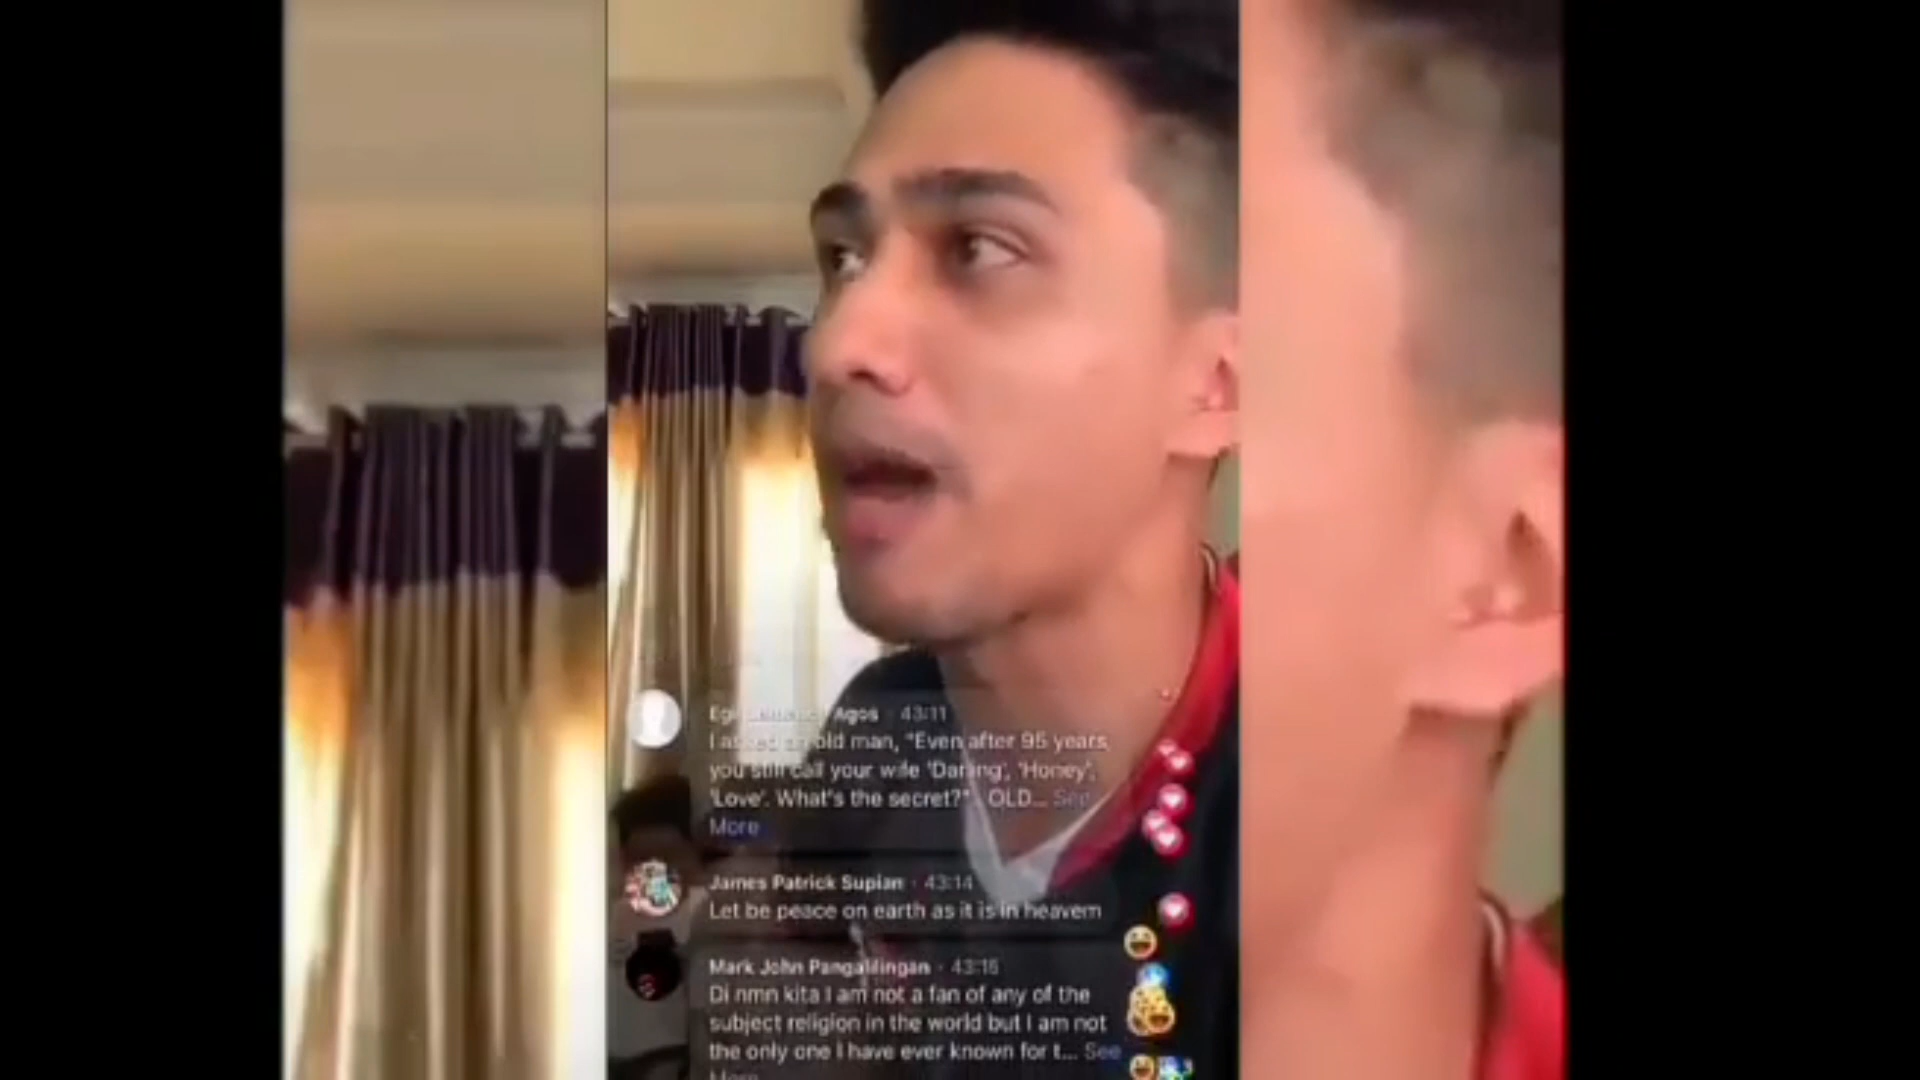 Agos · 43:11
I asked an old man, "Even after 95 years,
you still call your wife 'Darling', 'Honey',
'Love'. What's the secret?" OLD... See
More
James Patrick Supian · 43:14
Let be peace on earth as it is in heavem
Mark John Pangalilingan · 43:16
Di nmn kita I am not a fan of any of the
subject religion in the world but I am not
the only one I have ever known for t... See
More